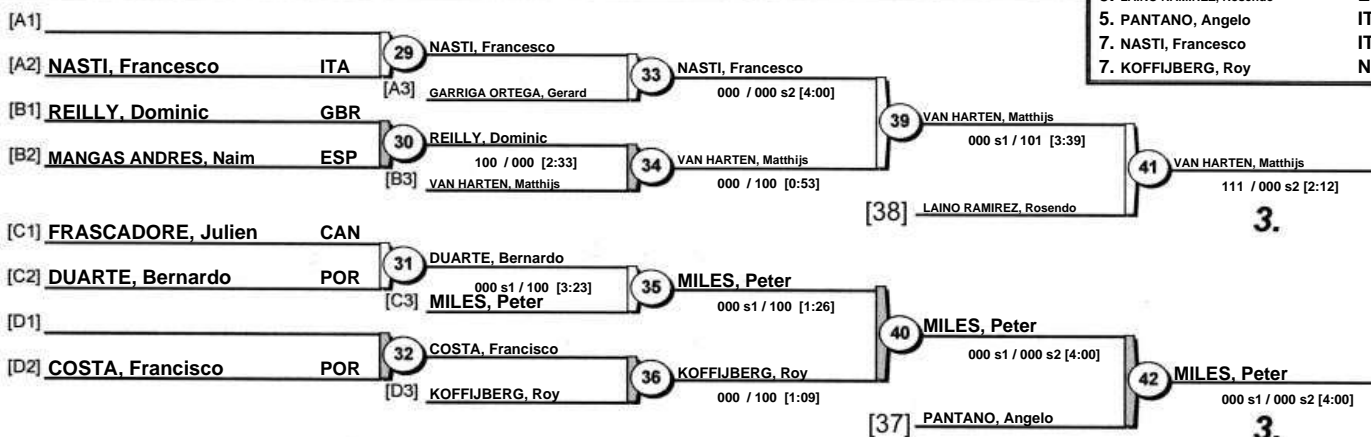 5. PANTANO, Angelo IT
7. NASTI, Francesco IT
7. KOFFIJBERG, Roy N
[A1]
[A2] NASTI, Francesco ITA
29
NASTI, Francesco
[A3] GARRIGA ORTEGA, Gerard
33
NASTI, Francesco
000 / 000 s2 [4:00]
[B1] REILLY, Dominic GBR
[B2] MANGAS ANDRES, Naim ESP
30
REILLY, Dominic
100 / 000 [2:33]
[B3] VAN HARTEN, Matthijs
34
VAN HARTEN, Matthijs
000 / 100 [0:53]
39
VAN HARTEN, Matthijs
000 s1 / 101 [3:39]
[38] LAINO RAMIREZ, Rosendo
41
VAN HARTEN, Matthijs
111 / 000 s2 [2:12]
3.
[C1] FRASCADORE, Julien CAN
[C2] DUARTE, Bernardo POR
31
DUARTE, Bernardo
000 s1 / 100 [3:23]
[C3] MILES, Peter
35
MILES, Peter
000 s1 / 100 [1:26]
[D1]
[D2] COSTA, Francisco POR
32
COSTA, Francisco
[D3] KOFFIJBERG, Roy
36
KOFFIJBERG, Roy
000 / 100 [1:09]
40
MILES, Peter
000 s1 / 000 s2 [4:00]
[37] PANTANO, Angelo
42
MILES, Peter
000 s1 / 000 s2 [4:00]
3.